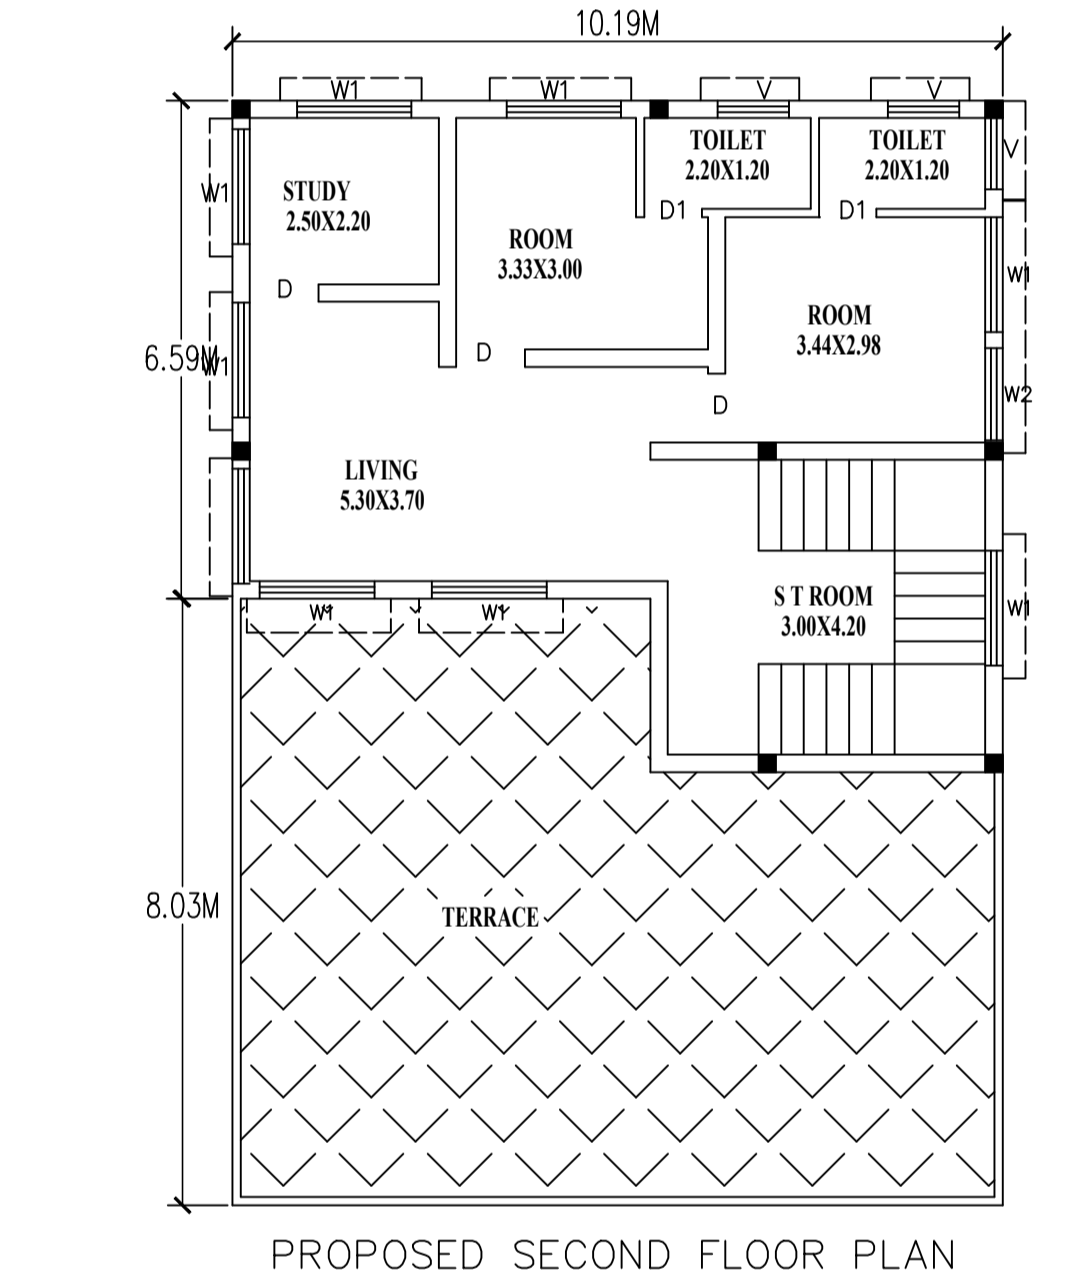 10.19M
W1
W1
V
V
TOILET
2.20X1.20
TOILET
2.20X1.20
V
W1
STUDY
2.50X2.20
D1
D1
ROOM
3.33X3.00
W1
D
ROOM
3.44X2.98
6.59M
W1
D
D
W2
LIVING
5.30X3.70
S T ROOM
3.00X4.20
W1
W1
W1
8.03M
TERRACE
PROPOSED SECOND FLOOR PLAN